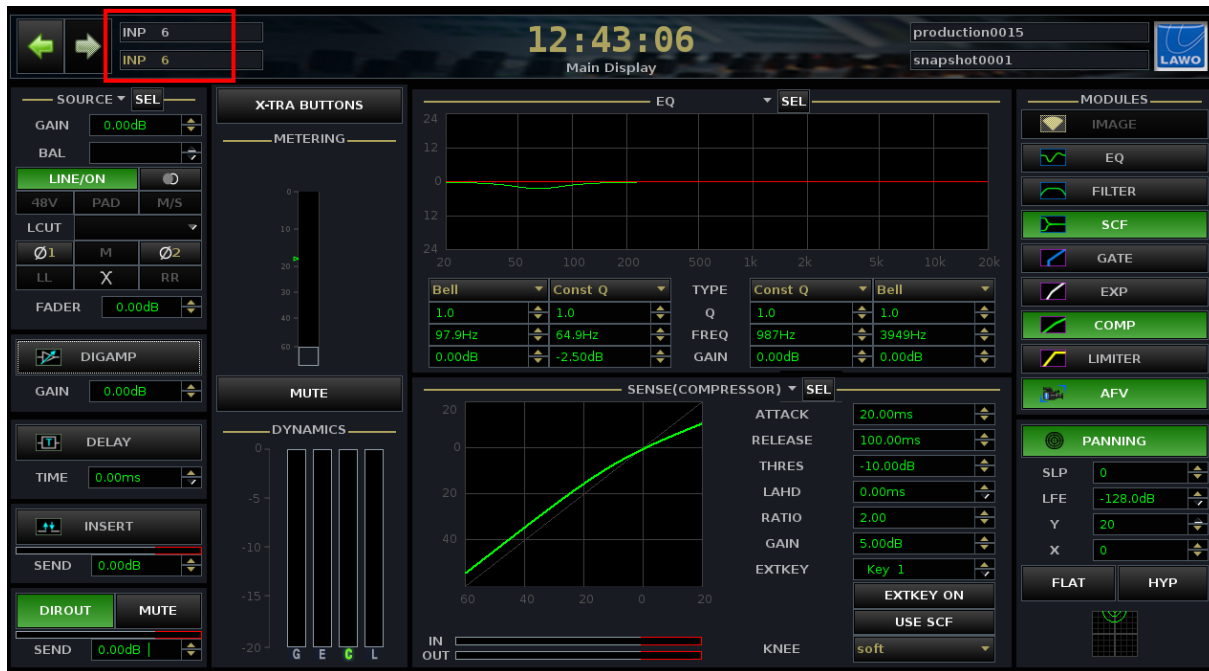 INP 6
INP 6
12:43:06
Main Display
production0015
snapshot0001
LAWO
SOURCE SEL
GAIN 0.00dB
BAL
LINE/ON
48V PAD M/S
LCUT
Ø1 M Ø2
LL X RR
FADER 0.00dB
DIGAMP
GAIN 0.00dB
DELAY
TIME 0.00ms
INSERT
SEND 0.00dB
DIROUT MUTE
SEND 0.00dB
X-TRA BUTTONS
METERING
0
10
20
30
40
60
MUTE
DYNAMICS
0
-5
-10
-15
-20
G E C L
EQ SEL
24
12
0
12
24
20 50 100 200 500 1k 2k 5k 10k 20k
Bell Const Q TYPE Const Q Bell
1.0 1.0 Q 1.0 1.0
97.9Hz 64.9Hz FREQ 987Hz 3949Hz
0.00dB -2.50dB GAIN 0.00dB 0.00dB
SENSE(COMPRESSOR) SEL
20
0
20
40
60 40 20 0 20
IN
OUT
ATTACK 20.00ms
RELEASE 100.00ms
THRES -10.00dB
LAHD 0.00ms
RATIO 2.00
GAIN 5.00dB
EXTKEY Key 1
EXTKEY ON
USE SCF
KNEE soft
MODULES
IMAGE
EQ
FILTER
SCF
GATE
EXP
COMP
LIMITER
AFV
PANNING
SLP 0
LFE -128.0dB
Y 20
X 0
FLAT HYP